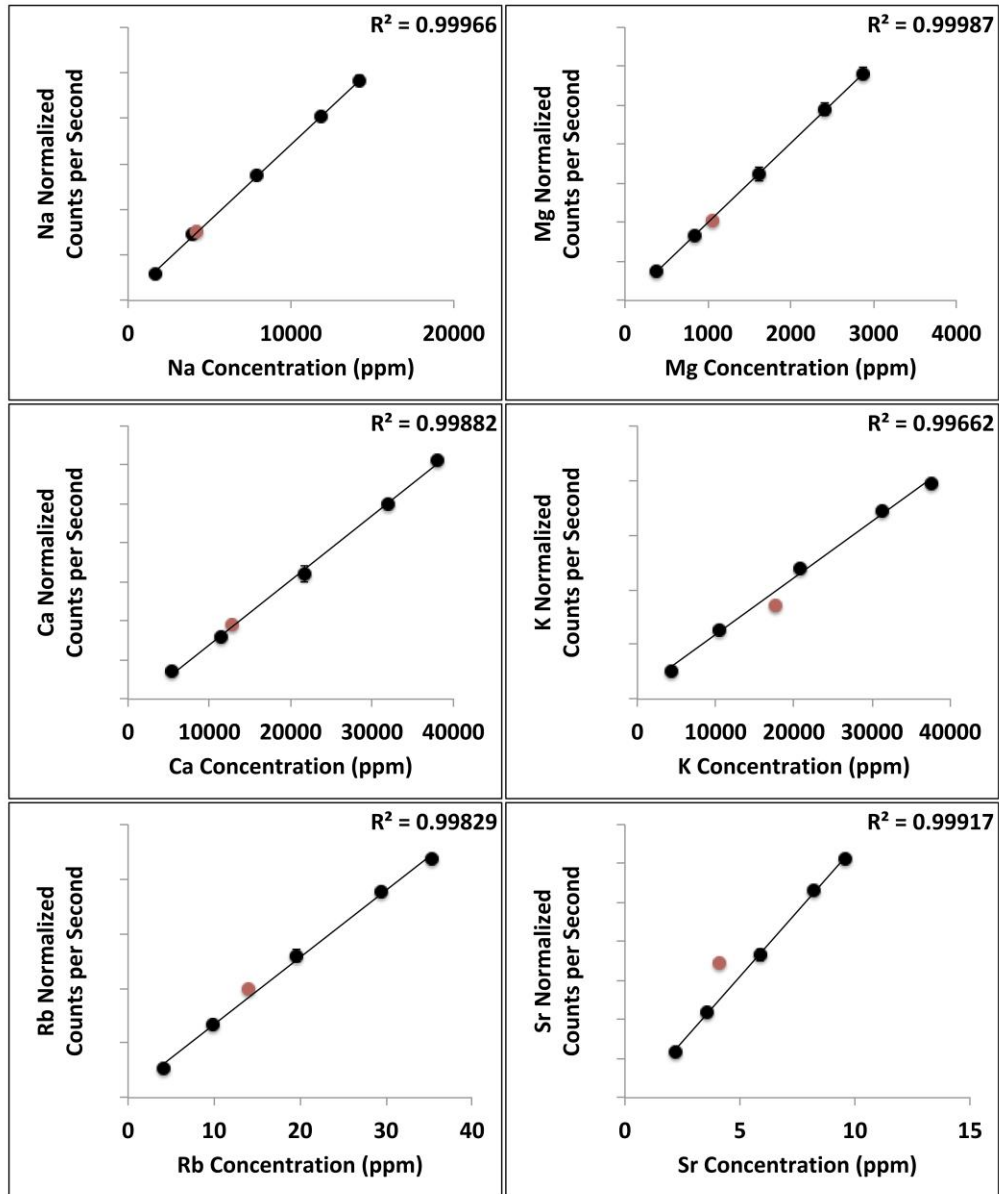 R² = 0.99966
Na Normalized
Counts per Second
0 10000 20000
Na Concentration (ppm)
R² = 0.99987
Mg Normalized
Counts per Second
0 1000 2000 3000 4000
Mg Concentration (ppm)
R² = 0.99882
Ca Normalized
Counts per Second
0 10000 20000 30000 40000
Ca Concentration (ppm)
R² = 0.99662
K Normalized
Counts per Second
0 10000 20000 30000 40000
K Concentration (ppm)
R² = 0.99829
Rb Normalized
Counts per Second
0 10 20 30 40
Rb Concentration (ppm)
R² = 0.99917
Sr Normalized
Counts per Second
0 5 10 15
Sr Concentration (ppm)